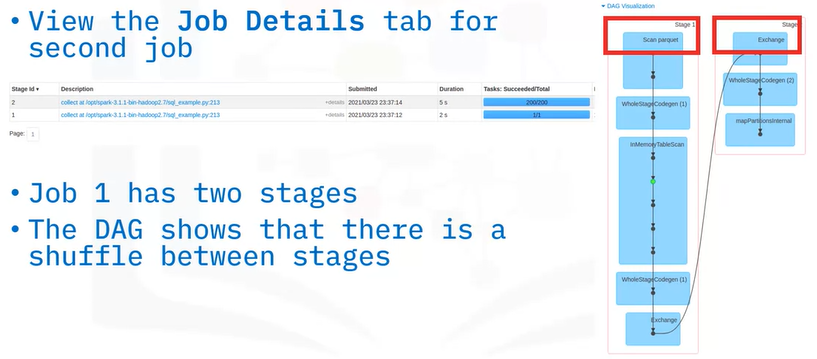 • View the Job Details tab for
second job
Stage Id ▾ Description Submitted Duration Tasks: Succeeded/Total
2 collect at /opt/spark-3.1.1-bin-hadoop2.7/sql_example.py:213 +details 2021/03/23 23:37:14 5 s 200/200
1 collect at /opt/spark-3.1.1-bin-hadoop2.7/sql_example.py:213 +details 2021/03/23 23:37:12 2 s 1/1
Page: 1
• Job 1 has two stages
• The DAG shows that there is a
shuffle between stages
▾ DAG Visualization
Stage 1
Scan parquet
WholeStageCodegen (1)
InMemoryTableScan
WholeStageCodegen (1)
Exchange
Stage
Exchange
WholeStageCodegen (2)
mapPartitionsInternal